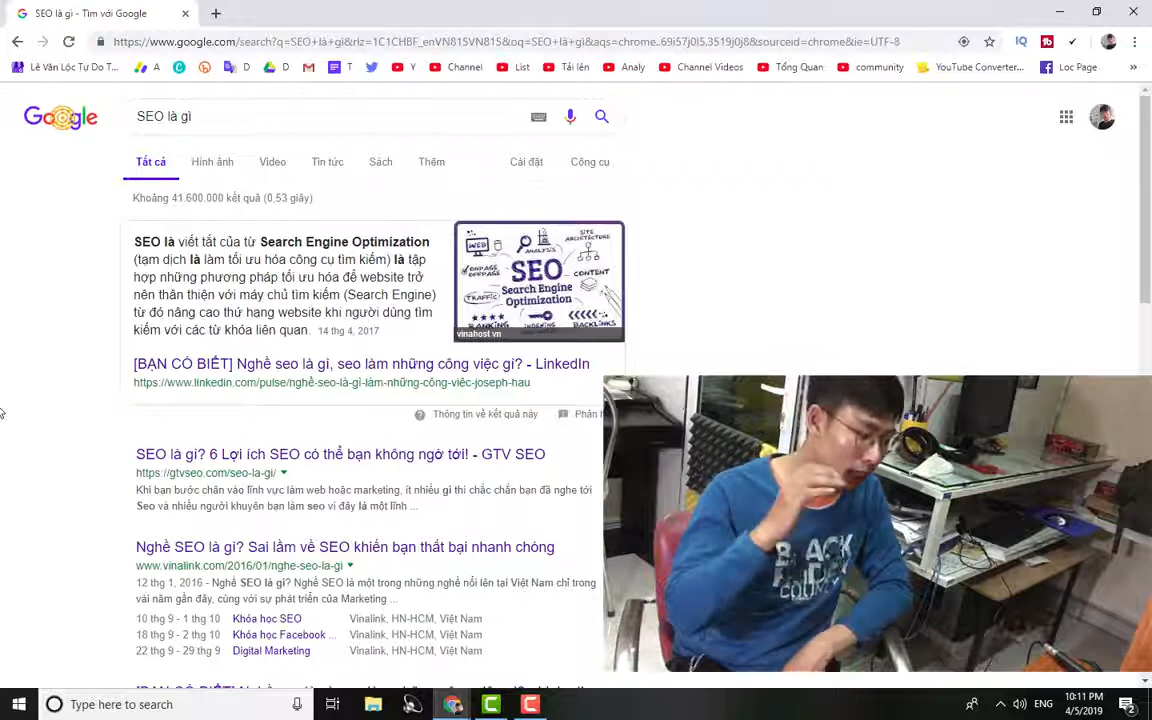 SEO là gì - Tìm với Google
https://www.google.com/search?q=SEO+là+gì&rlz=1C1CHBF_enVN815VN815&oq=SEO+là+gì&aqs=chrome..69i57j0l5.3519j0j8&sourceid=chrome&ie=UTF-8
Lê Văn Lộc Tự Do T... A D D M T Y Channel List Tải lên Analy Channel Videos Tổng Quan community YouTube Converter... Loc Page
Google
SEO là gì
Tất cả Hình ảnh Video Tin tức Sách Thêm Cài đặt Công cụ
Khoảng 41.600.000 kết quả (0,53 giây)
SEO là viết tắt của từ Search Engine Optimization
(tạm dịch là làm tối ưu hóa công cụ tìm kiếm) là tập
hợp những phương pháp tối ưu hóa để website trở
nên thân thiện với máy chủ tìm kiếm (Search Engine)
từ đó nâng cao thứ hạng website khi người dùng tìm
kiếm với các từ khóa liên quan. 14 thg 4, 2017
WEB
ANALYSIS
SITE
ARCHITECTURE
ONPAGE
OFFPAGE
SEO
CONTENT
Search Engine
Optimization
TRAFFIC
RANKING
INDEXING
BACKLINKS
vinahost.vn
[BẠN CÓ BIẾT] Nghề seo là gì, seo làm những công việc gì? - LinkedIn
https://www.linkedin.com/pulse/nghề-seo-là-gì-làm-những-công-việc-joseph-hau
Thông tin về kết quả này
SEO là gì? 6 Lợi ích SEO có thể bạn không ngờ tới! - GTV SEO
https://gtvseo.com/seo-la-gi/
Khi bạn bước chân vào lĩnh vực làm web hoặc marketing, ít nhiều gì thì chắc chắn bạn đã nghe tới
Seo và nhiều người khuyên bạn làm seo vì đây là một lĩnh ...
Nghề SEO là gì? Sai lầm về SEO khiến bạn thất bại nhanh chóng
www.vinalink.com/2016/01/nghe-seo-la-gi
12 thg 1, 2016 - Nghề SEO là gì? Nghề SEO là một trong những nghề nổi lên tại Việt Nam chỉ trong
vài năm gần đây, cùng với sự phát triển của Marketing ...
10 thg 9 - 1 thg 10 Khóa học SEO Vinalink, HN-HCM, Việt Nam
18 thg 9 - 2 thg 10 Khóa học Facebook ... Vinalink, HN-HCM, Việt Nam
22 thg 9 - 29 thg 9 Digital Marketing Vinalink, HN-HCM, Việt Nam
BLACK
Type here to search
ENG
10:11 PM
4/5/2019
2